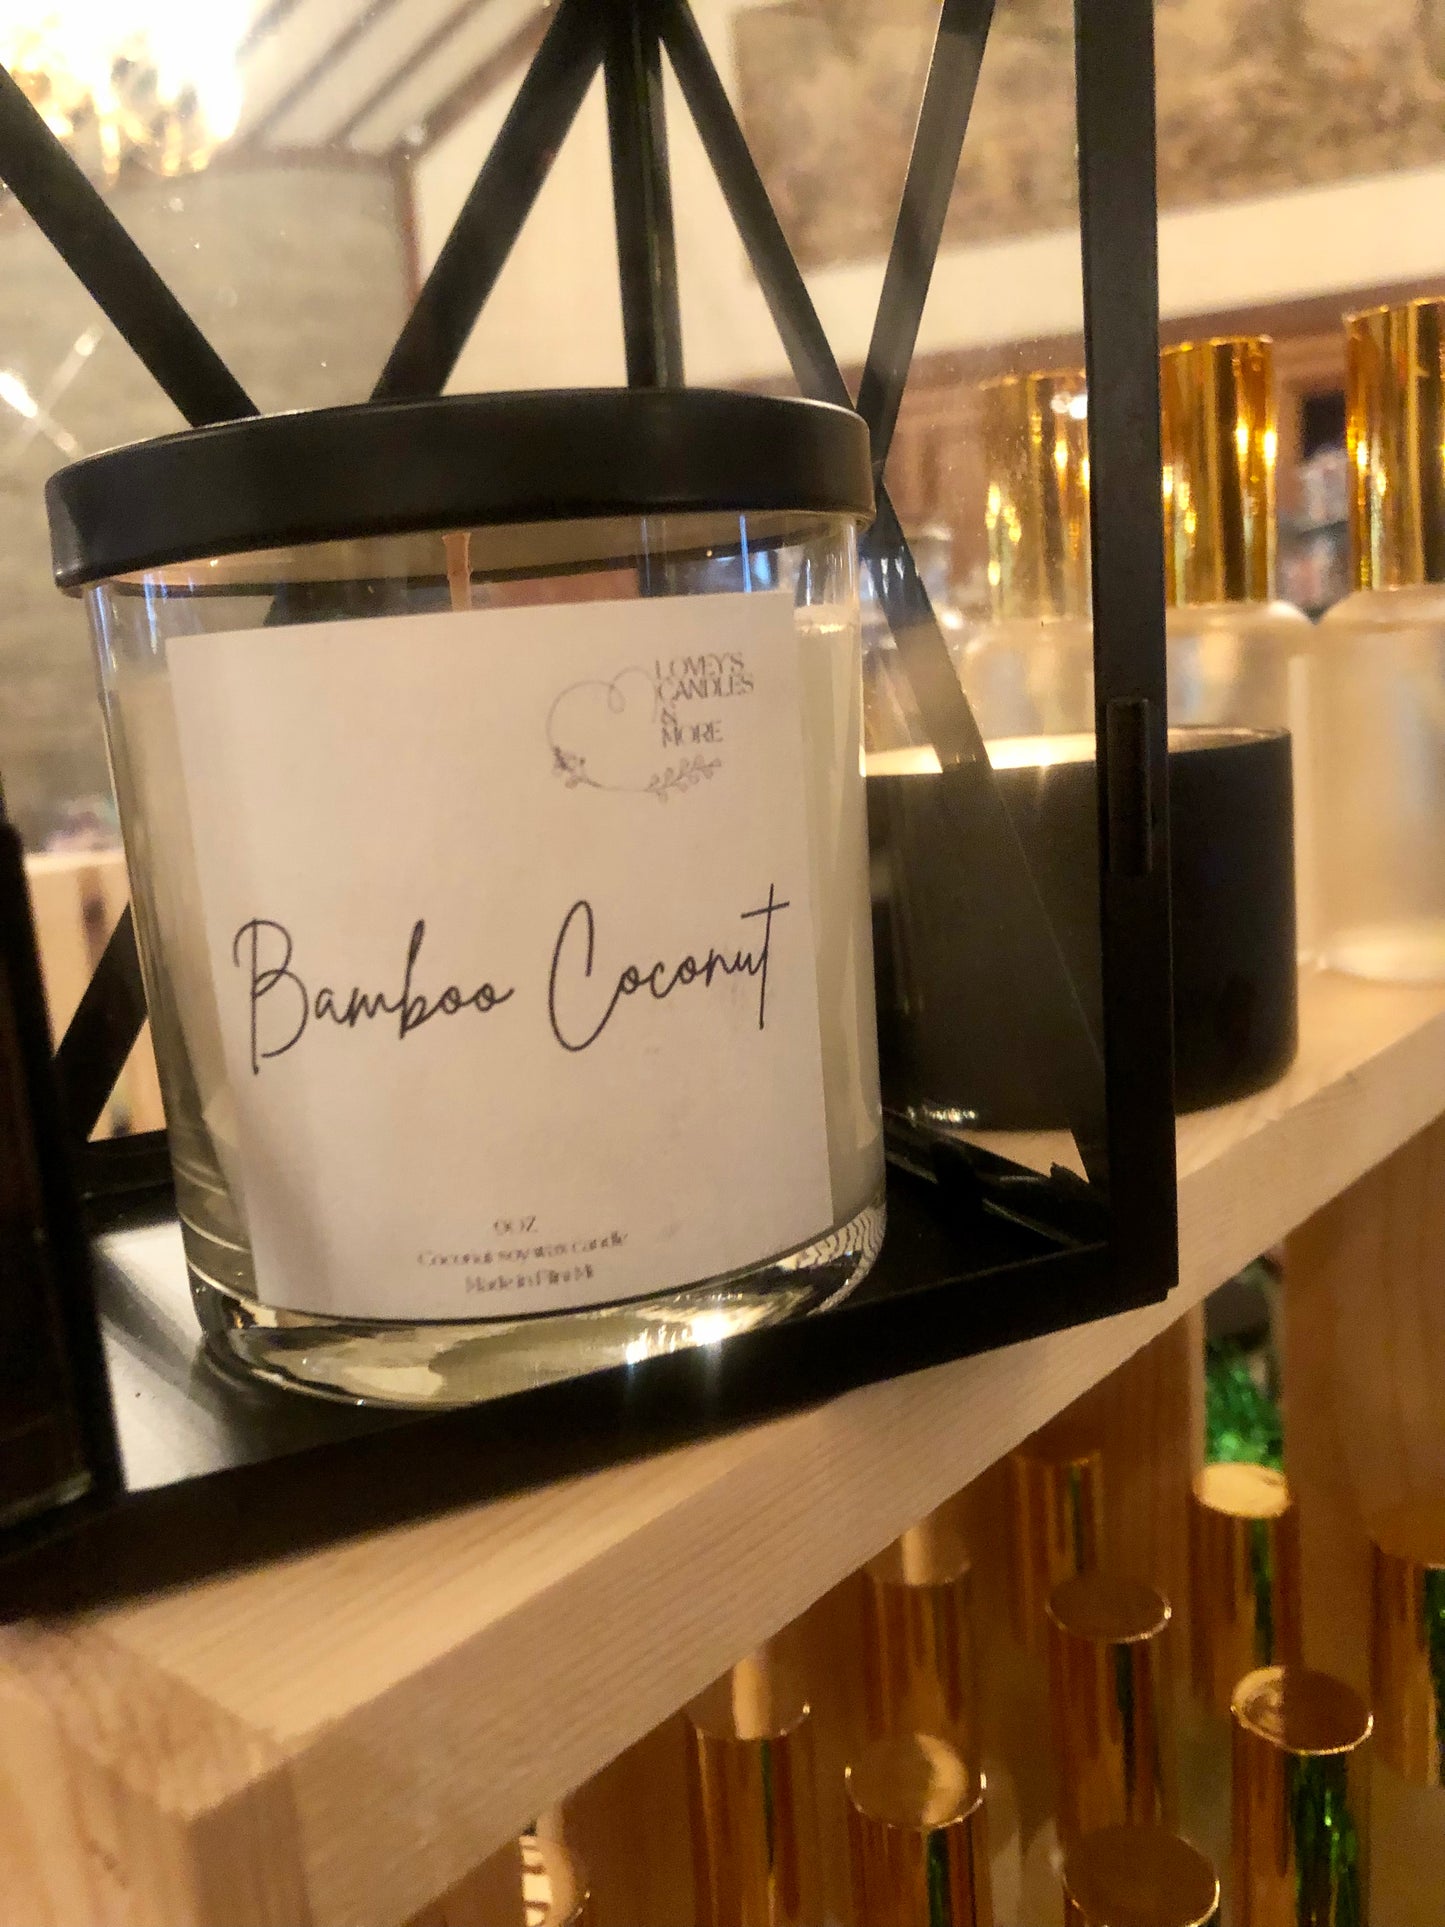 LOVEY'S
CANDLES
&
MORE
Bamboo Coconut
9OZ
Coconut soy wax candle
Made in Flint Mi